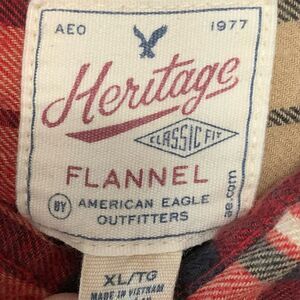 AEO 1977
Heritage
CLASSIC FIT
FLANNEL
BY AMERICAN EAGLE
OUTFITTERS
ae.com
XL/TG
MADE IN VIETNAM